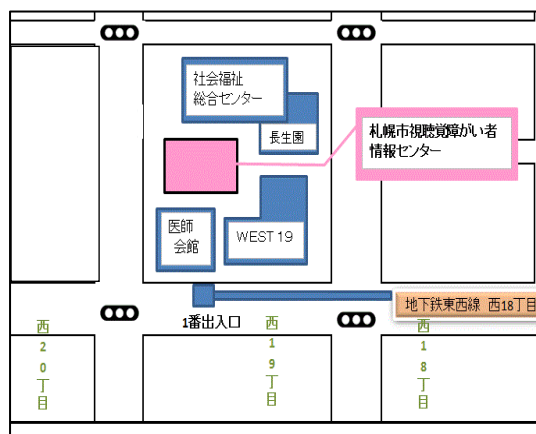 社会福祉
総合センター
長生園
札幌市視聴覚障がい者
情報センター
医師
会館
WEST 19
地下鉄東西線 西18丁目
1番出入口
西20丁目
西19丁目
西18丁目